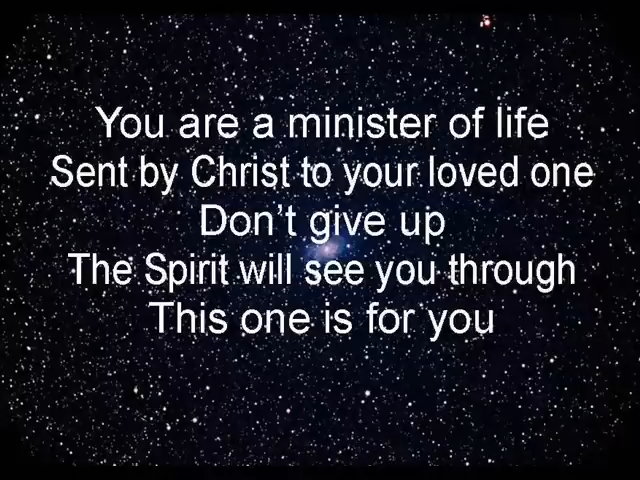 You are a minister of life
Sent by Christ to your loved one
Don’t give up
The Spirit will see you through
This one is for you